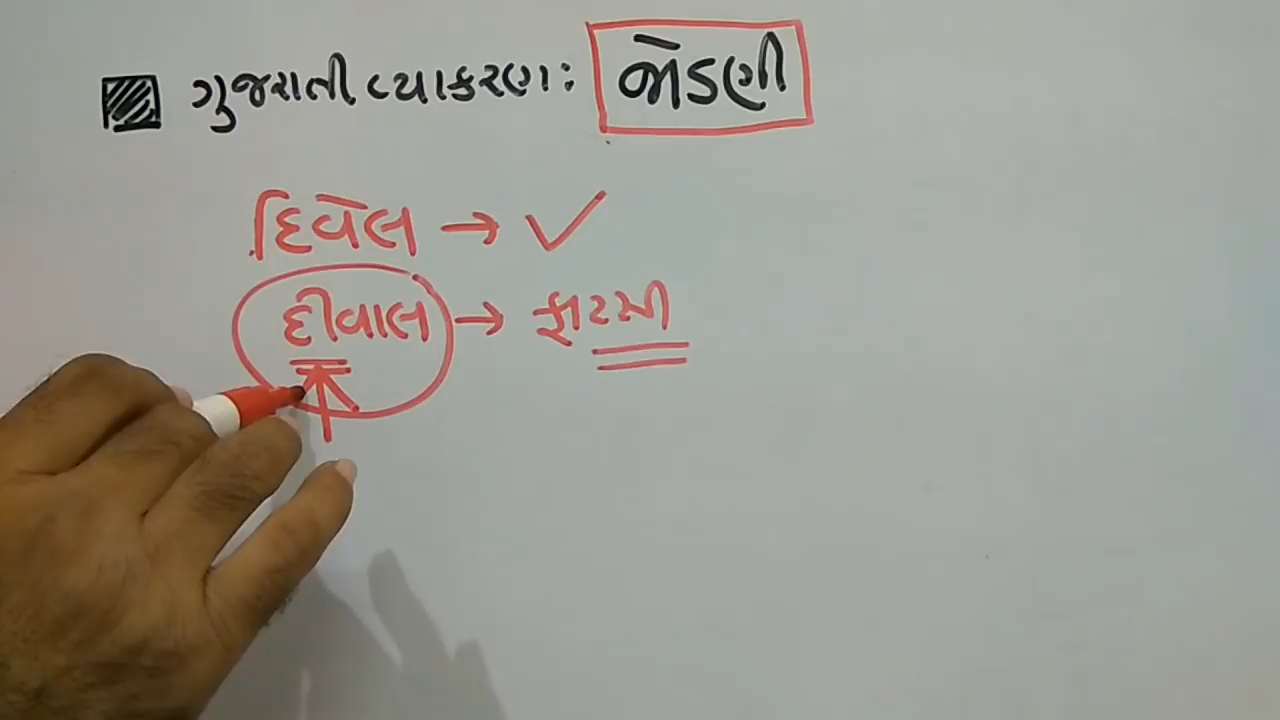 ગુજરાતી વ્યાકરણ: જોડણી
દિવેલ → ✓
દીવાલ → ફારસી